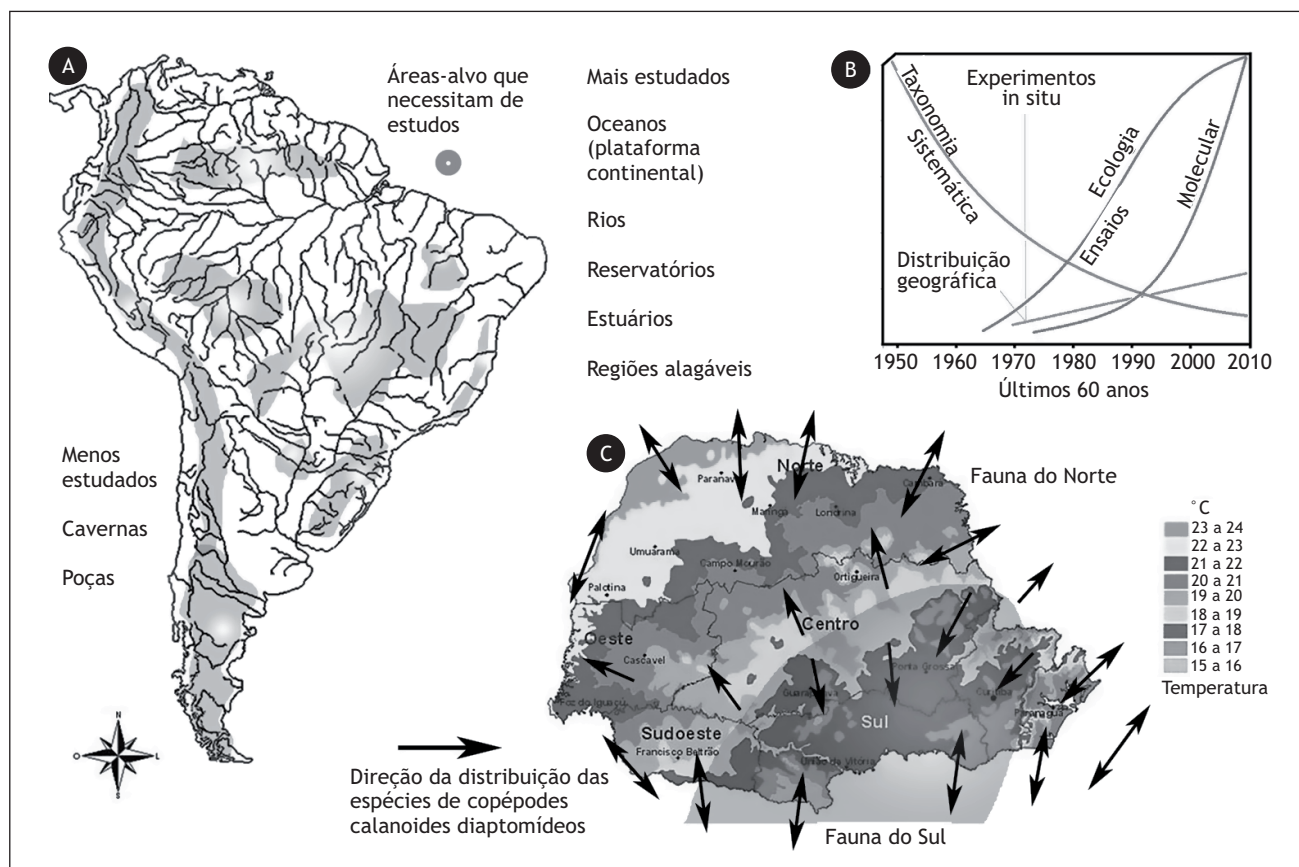 A
Áreas-alvo que
necessitam de
estudos
Mais estudados
Oceanos
(plataforma
continental)
Rios
Reservatórios
Estuários
Regiões alagáveis
Menos
estudados
Cavernas
Poças
N
O
L
S
B
Taxonomia
Sistemática
Experimentos
in situ
Ecologia
Ensaios
Molecular
Distribuição
geográfica
1950 1960 1970 1980 1990 2000 2010
Últimos 60 anos
C
Norte
Paranavaí
Maringá
Londrina
Cambará
Umuarama
Campo Mourão
Palotina
Ortigueira
Centro
Oeste
Cascavel
Ponta Grossa
Guarapuava
Curitiba
Foz do Iguaçú
Paranaguá
Sul
Sudoeste
Francisco Beltrão
União da Vitória
Fauna do Norte
°C
23 a 24
22 a 23
21 a 22
20 a 21
19 a 20
18 a 19
17 a 18
16 a 17
15 a 16
Temperatura
Direção da distribuição das
espécies de copépodes
calanoides diaptomídeos
Fauna do Sul